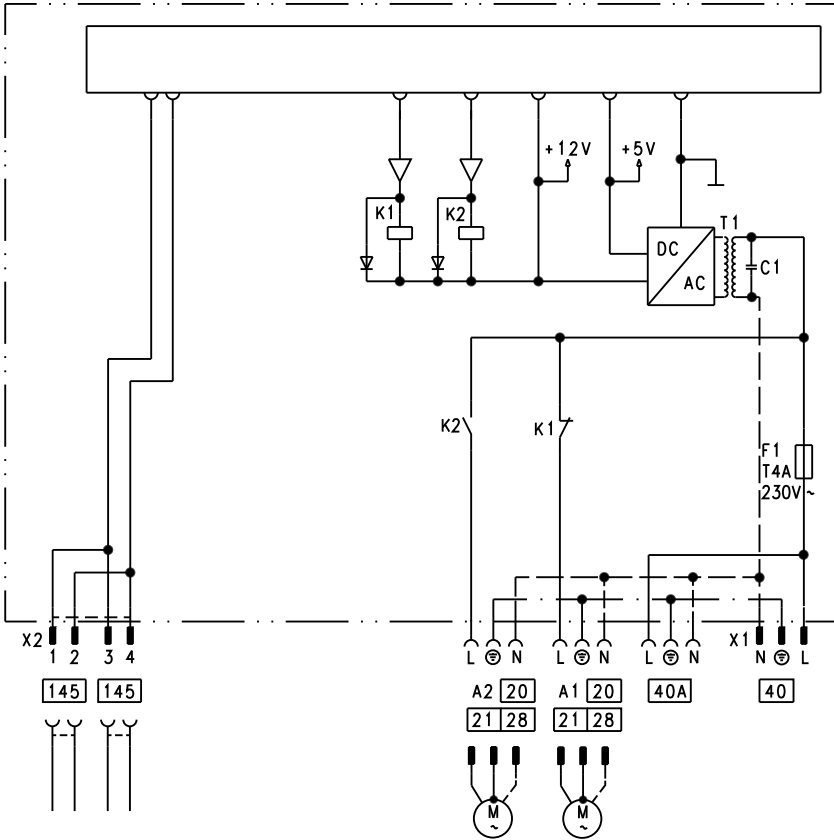 +12V +5V
K1 K2 T1
DC
AC
C1
K2 K1
F1
T4A
230V~
X2 X1
1 2 3 4 L N L N L N N L
145 145 A2 20 A1 20 40A 40
21 28 21 28
M M
~ ~